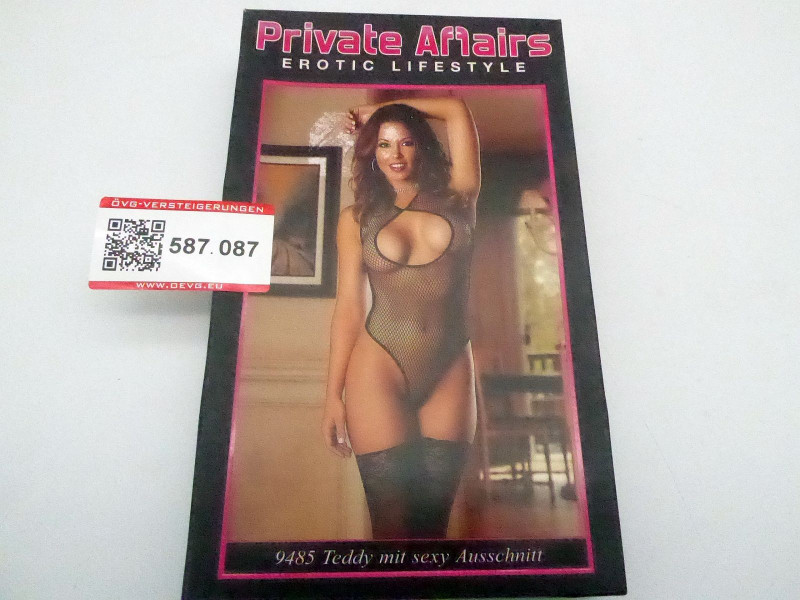 Private Affairs
EROTIC LIFESTYLE
ÖVG-VERSTEIGERUNGEN
587.087
WWW.OEVG.EU
9485 Teddy mit sexy Ausschnitt